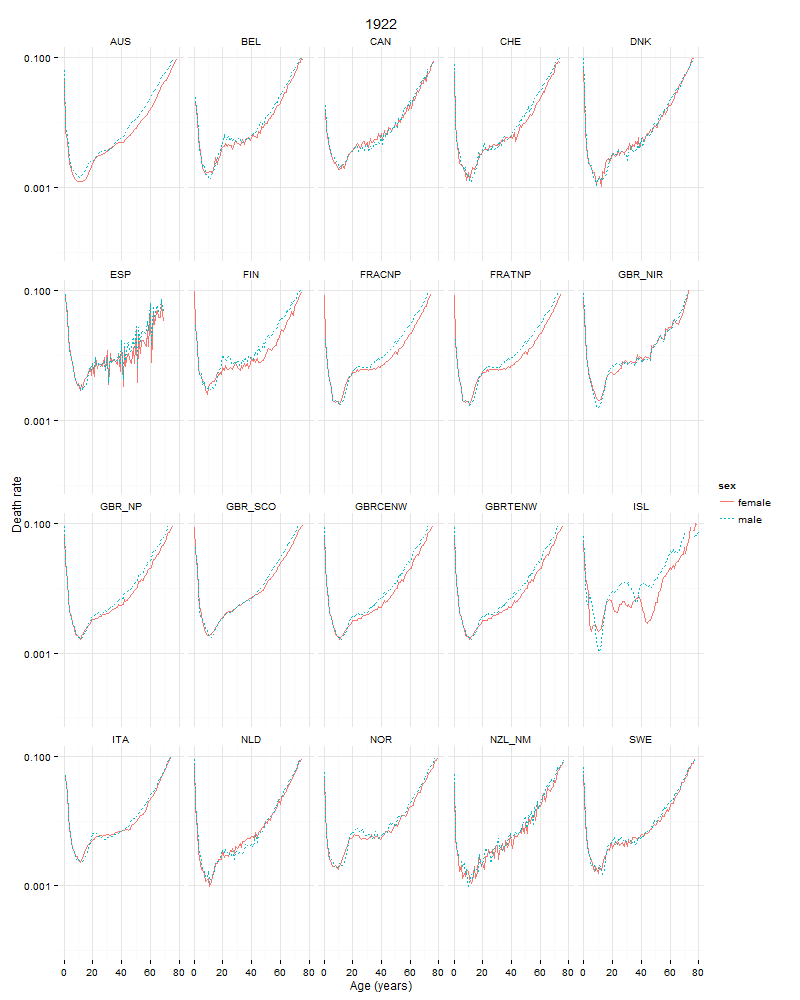 1922
AUS BEL CAN CHE DNK
0.100
0.001
ESP FIN FRACNP FRATNP GBR_NIR
0.100
0.001
Death rate
sex
female
male
GBR_NP GBR_SCO GBRCENW GBRTENW ISL
0.100
0.001
ITA NLD NOR NZL_NM SWE
0.100
0.001
0 20 40 60 80 0 20 40 60 80 0 20 40 60 80 0 20 40 60 80 0 20 40 60 80
Age (years)